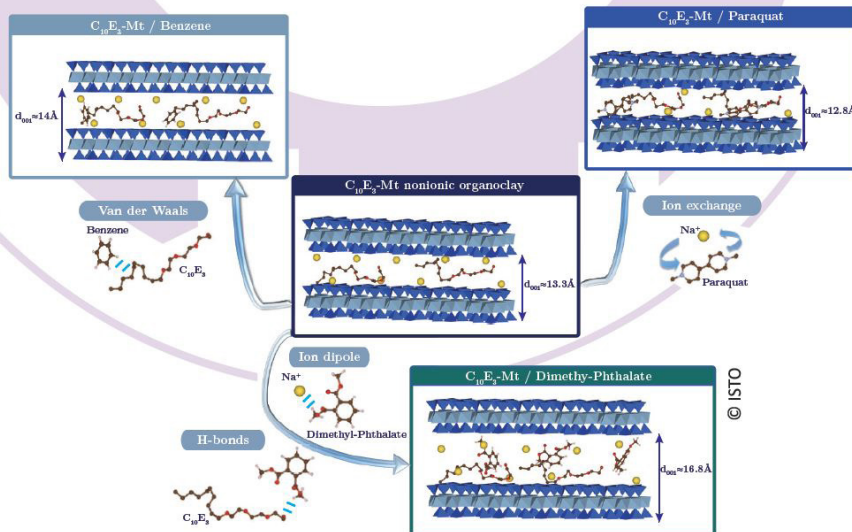 C₁₀E₃-Mt / Benzene
d₀₀₁≈14Å
C₁₀E₃-Mt / Paraquat
d₀₀₁≈12.8Å
Van der Waals
Benzene
C₁₀E₃
C₁₀E₃-Mt nonionic organoclay
d₀₀₁≈13.3Å
Ion exchange
Na⁺
Paraquat
Ion dipole
Na⁺
Dimethyl-Phthalate
H-bonds
C₁₀E₃
C₁₀E₃-Mt / Dimethy-Phthalate
d₀₀₁≈16.8Å
© ISTO